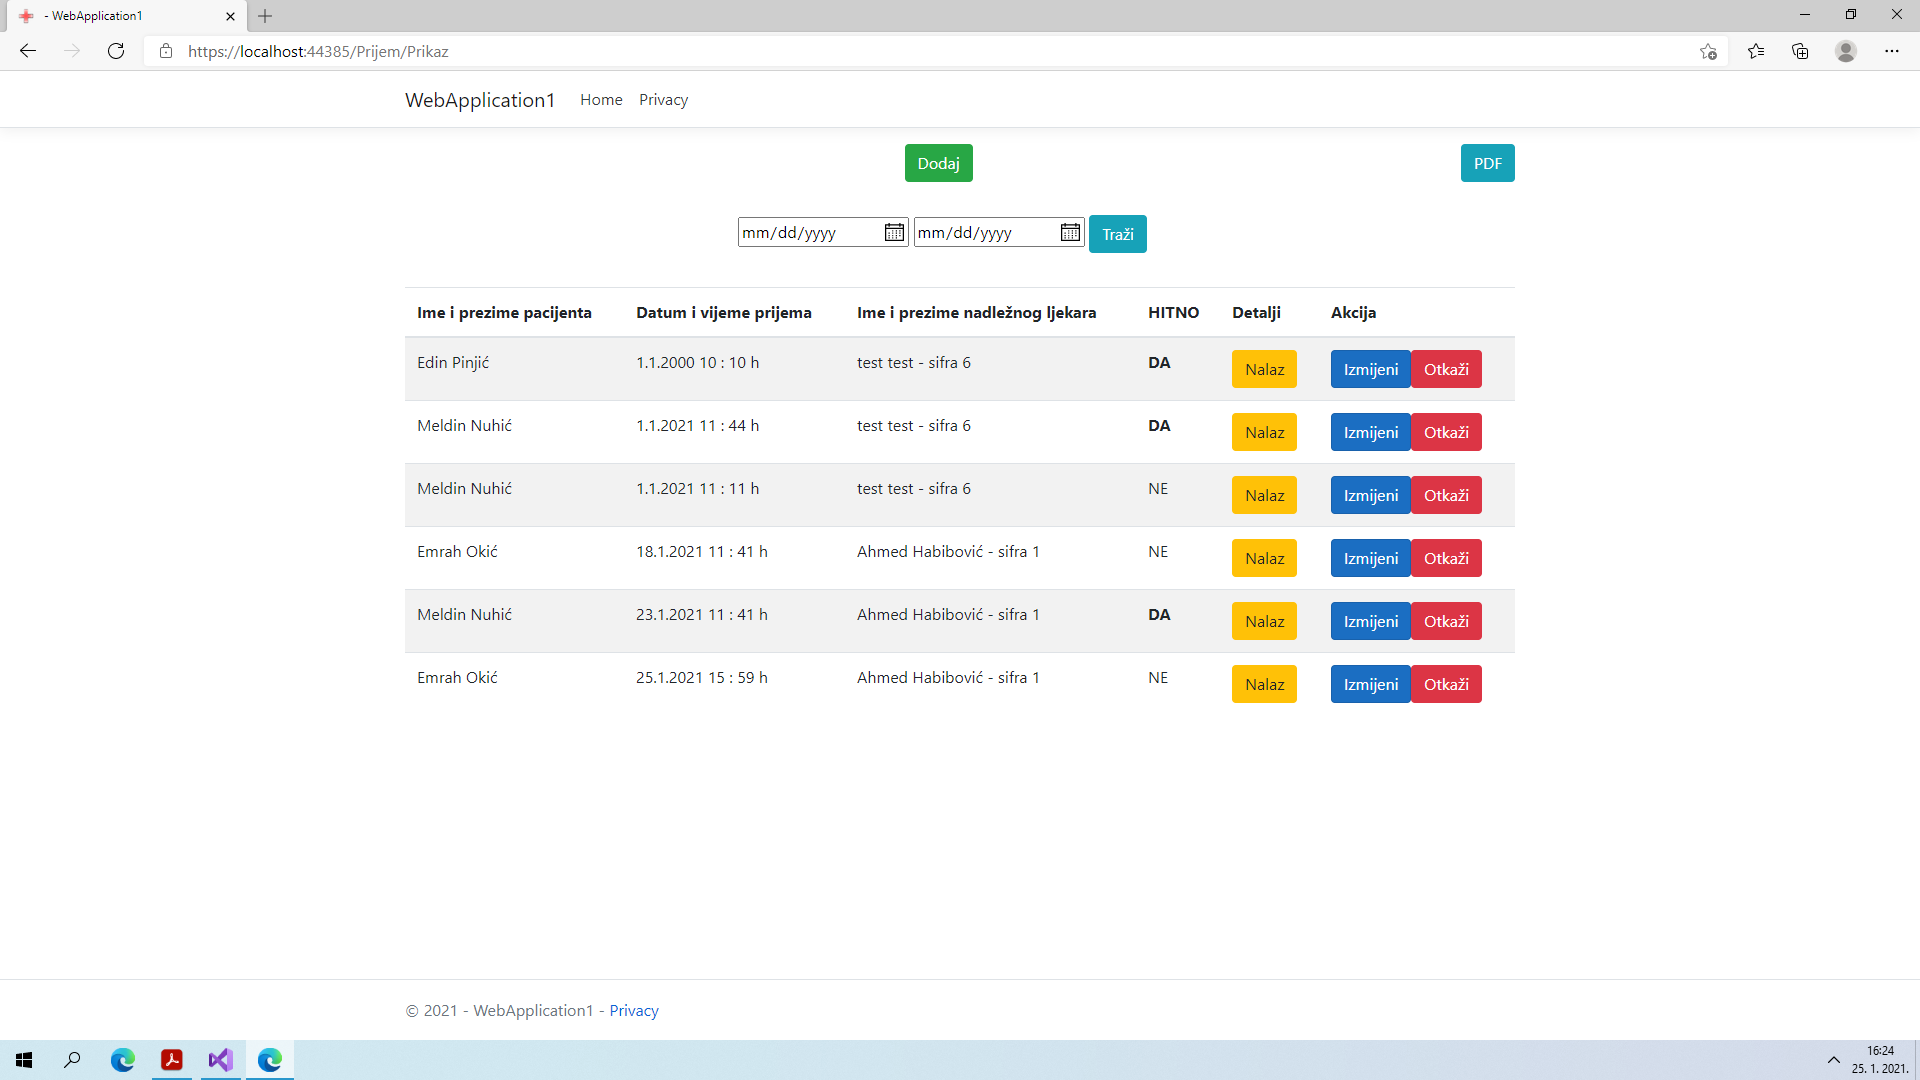 - WebApplication1
https://localhost:44385/Prijem/Prikaz
WebApplication1 Home Privacy
Dodaj PDF
mm/dd/yyyy mm/dd/yyyy Traži
Ime i prezime pacijenta Datum i vijeme prijema Ime i prezime nadležnog ljekara HITNO Detalji Akcija
Edin Pinjić 1.1.2000 10 : 10 h test test - sifra 6 DA Nalaz Izmijeni Otkaži
Meldin Nuhić 1.1.2021 11 : 44 h test test - sifra 6 DA Nalaz Izmijeni Otkaži
Meldin Nuhić 1.1.2021 11 : 11 h test test - sifra 6 NE Nalaz Izmijeni Otkaži
Emrah Okić 18.1.2021 11 : 41 h Ahmed Habibović - sifra 1 NE Nalaz Izmijeni Otkaži
Meldin Nuhić 23.1.2021 11 : 41 h Ahmed Habibović - sifra 1 DA Nalaz Izmijeni Otkaži
Emrah Okić 25.1.2021 15 : 59 h Ahmed Habibović - sifra 1 NE Nalaz Izmijeni Otkaži
© 2021 - WebApplication1 - Privacy
16:24
25. 1. 2021.